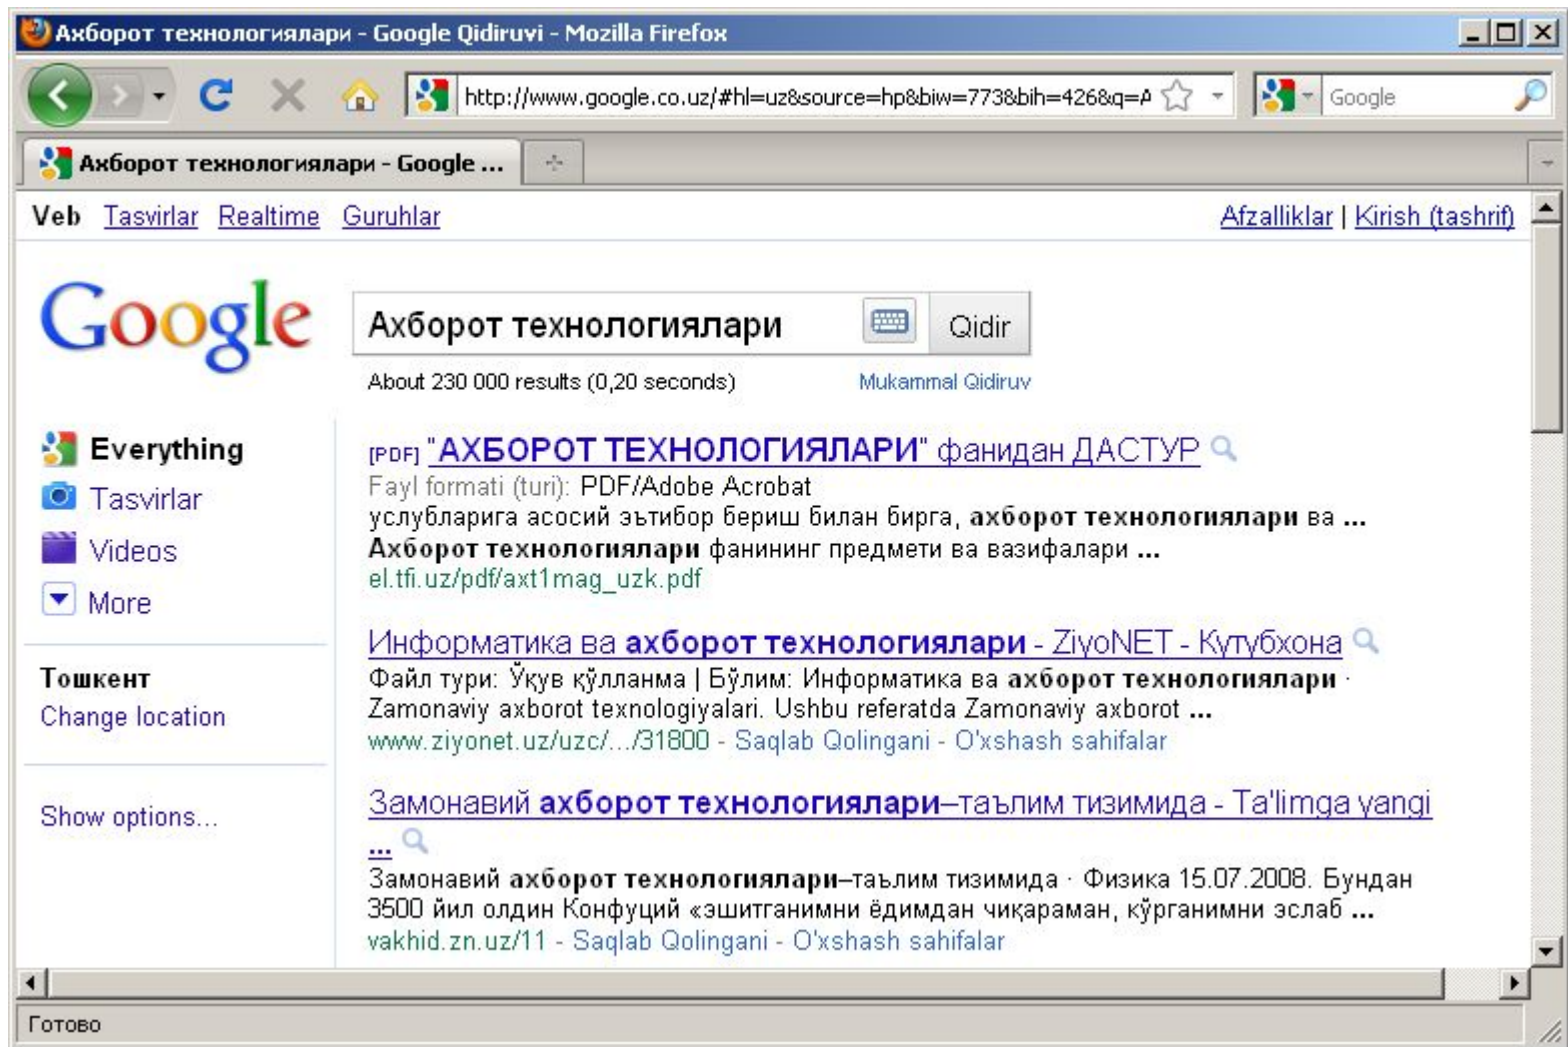 Ахборот технологиялари - Google Qidiruvi - Mozilla Firefox
http://www.google.co.uz/#hl=uz&source=hp&biw=773&bih=426&q=A
Google
Ахборот технологиялари - Google ...
Veb Tasvirlar Realtime Guruhlar Afzalliklar | Kirish (tashrif)
Google
Ахборот технологиялари Qidir
About 230 000 results (0,20 seconds) Mukammal Qidiruv
Everything
Tasvirlar
Videos
More
Тошкент
Change location
Show options...
[PDF] "АХБОРОТ ТЕХНОЛОГИЯЛАРИ" фанидан ДАСТУР
Fayl formati (turi): PDF/Adobe Acrobat
услубларига асосий эътибор бериш билан бирга, ахборот технологиялари ва ...
Ахборот технологиялари фанининг предмети ва вазифалари ...
el.tfi.uz/pdf/axt1mag_uzk.pdf
Информатика ва ахборот технологиялари - ZiyoNET - Кутубхона
Файл тури: Ўқув қўлланма | Бўлим: Информатика ва ахборот технологиялари ·
Zamonaviy axborot texnologiyalari. Ushbu referatda Zamonaviy axborot ...
www.ziyonet.uz/uzc/.../31800 - Saqlab Qolingani - O'xshash sahifalar
Замонавий ахборот технологиялари–таълим тизимида - Ta'limga yangi
...
Замонавий ахборот технологиялари–таълим тизимида · Физика 15.07.2008. Бундан
3500 йил олдин Конфуций «эшитганимни ёдимдан чиқараман, кўрганимни эслаб ...
vakhid.zn.uz/11 - Saqlab Qolingani - O'xshash sahifalar
Готово